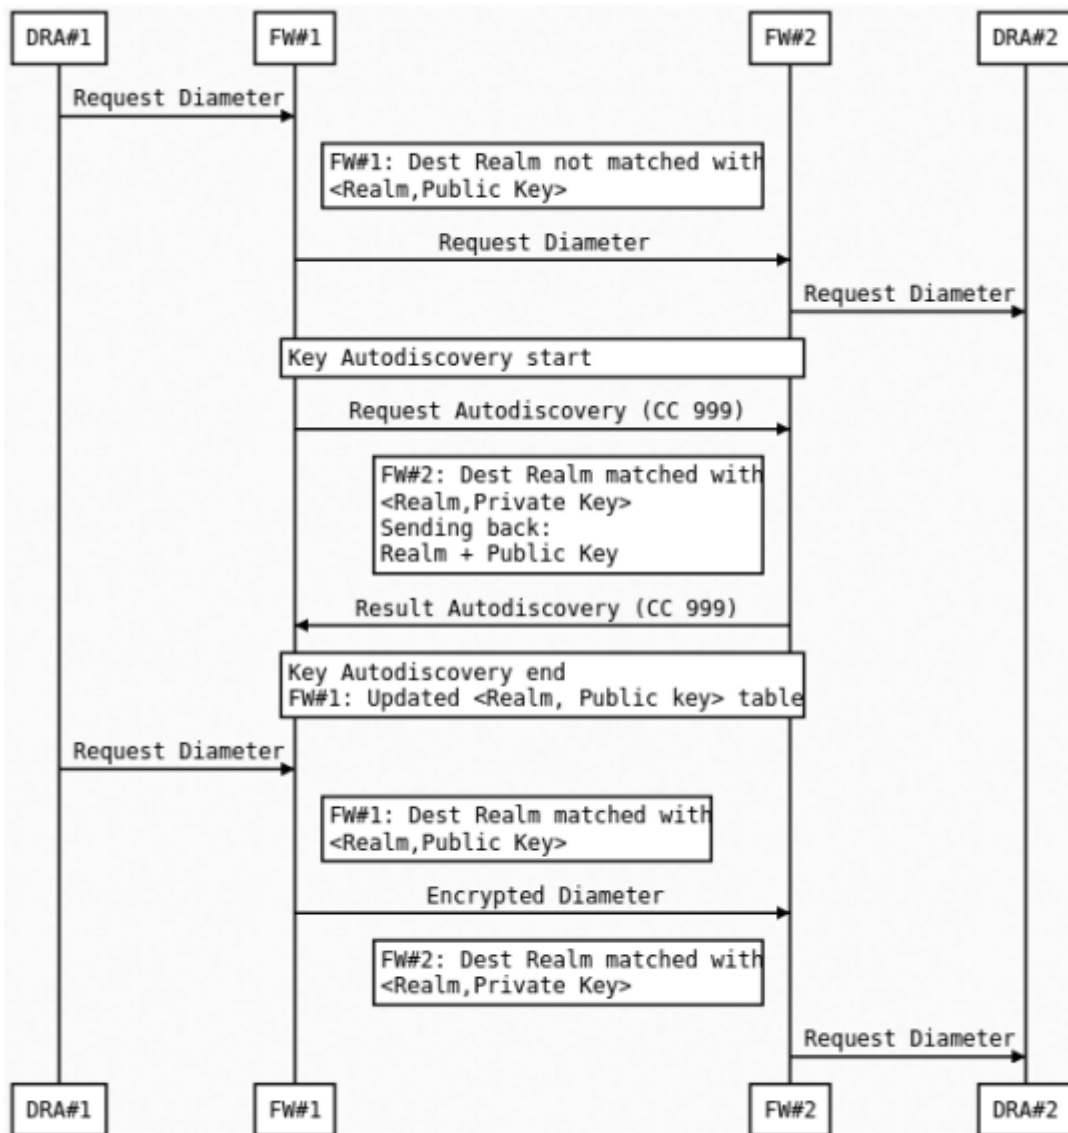 DRA#1 FW#1 FW#2 DRA#2
Request Diameter
FW#1: Dest Realm not matched with
<Realm,Public Key>
Request Diameter
Request Diameter
Key Autodiscovery start
Request Autodiscovery (CC 999)
FW#2: Dest Realm matched with
<Realm,Private Key>
Sending back:
Realm + Public Key
Result Autodiscovery (CC 999)
Key Autodiscovery end
FW#1: Updated <Realm, Public key> table
Request Diameter
FW#1: Dest Realm matched with
<Realm,Public Key>
Encrypted Diameter
FW#2: Dest Realm matched with
<Realm,Private Key>
Request Diameter
DRA#1 FW#1 FW#2 DRA#2